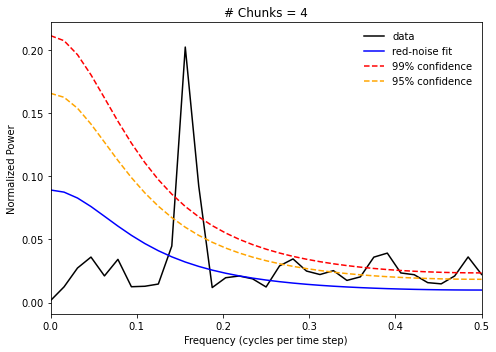 # Chunks = 4
Normalized Power
0.20
0.15
0.10
0.05
0.00
data
red-noise fit
99% confidence
95% confidence
0.0 0.1 0.2 0.3 0.4 0.5
Frequency (cycles per time step)